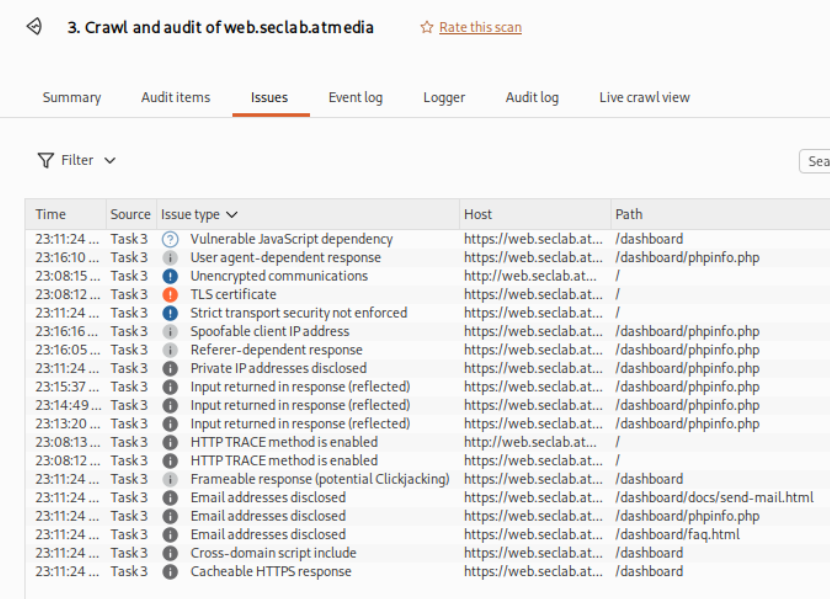 3. Crawl and audit of web.seclab.atmedia Rate this scan
Summary Audit items Issues Event log Logger Audit log Live crawl view
Filter Sea
Time Source Issue type Host Path
23:11:24 ... Task 3 Vulnerable JavaScript dependency https://web.seclab.at... /dashboard
23:16:10 ... Task 3 User agent-dependent response https://web.seclab.at... /dashboard/phpinfo.php
23:08:15 ... Task 3 Unencrypted communications http://web.seclab.at... /
23:08:12 ... Task 3 TLS certificate https://web.seclab.at... /
23:11:24 ... Task 3 Strict transport security not enforced https://web.seclab.at... /
23:16:16 ... Task 3 Spoofable client IP address https://web.seclab.at... /dashboard/phpinfo.php
23:16:05 ... Task 3 Referer-dependent response https://web.seclab.at... /dashboard/phpinfo.php
23:11:24 ... Task 3 Private IP addresses disclosed https://web.seclab.at... /dashboard/phpinfo.php
23:15:37 ... Task 3 Input returned in response (reflected) https://web.seclab.at... /dashboard/phpinfo.php
23:14:49 ... Task 3 Input returned in response (reflected) https://web.seclab.at... /dashboard/phpinfo.php
23:13:20 ... Task 3 Input returned in response (reflected) https://web.seclab.at... /dashboard/phpinfo.php
23:08:13 ... Task 3 HTTP TRACE method is enabled http://web.seclab.at... /
23:08:12 ... Task 3 HTTP TRACE method is enabled https://web.seclab.at... /
23:11:24 ... Task 3 Frameable response (potential Clickjacking) https://web.seclab.at... /dashboard
23:11:24 ... Task 3 Email addresses disclosed https://web.seclab.at... /dashboard/docs/send-mail.html
23:11:24 ... Task 3 Email addresses disclosed https://web.seclab.at... /dashboard/phpinfo.php
23:11:24 ... Task 3 Email addresses disclosed https://web.seclab.at... /dashboard/faq.html
23:11:24 ... Task 3 Cross-domain script include https://web.seclab.at... /dashboard
23:11:24 ... Task 3 Cacheable HTTPS response https://web.seclab.at... /dashboard